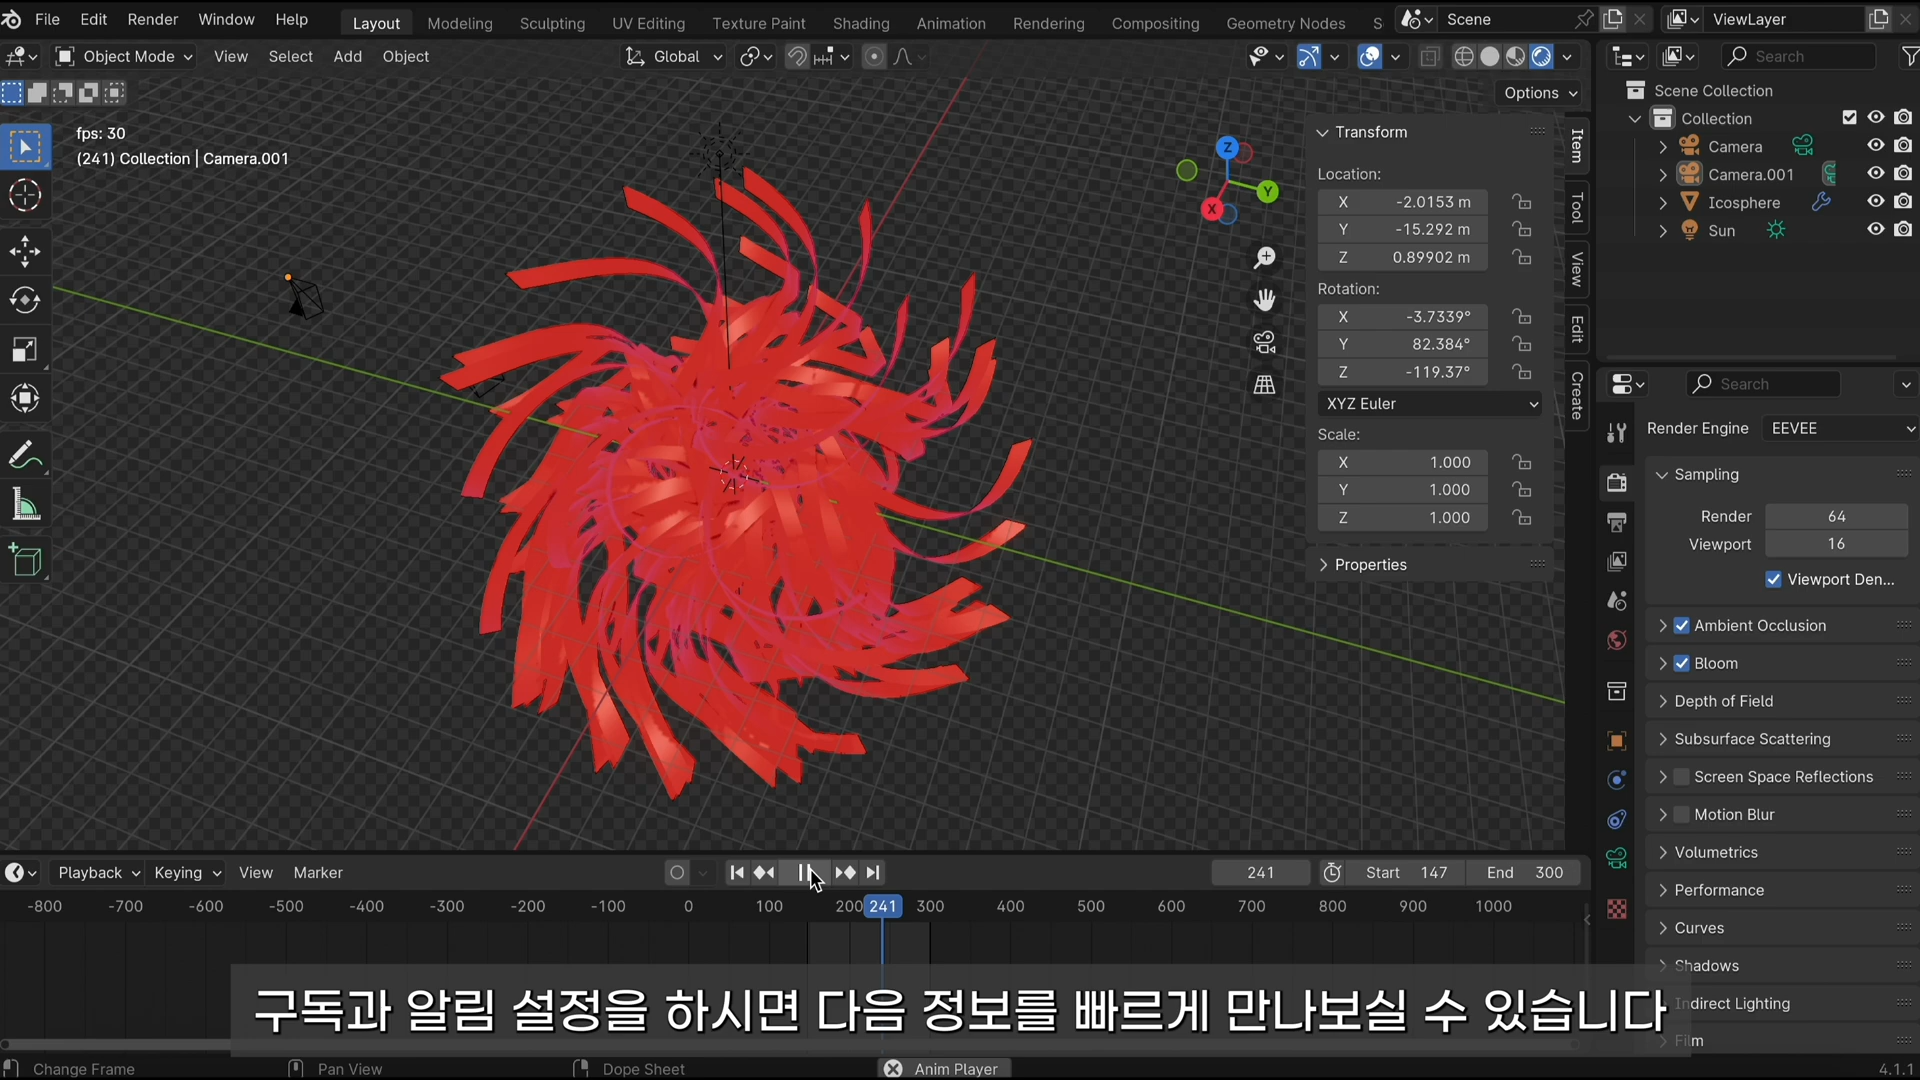 File Edit Render Window Help Layout Modeling Sculpting UV Editing Texture Paint Shading Animation Rendering Compositing Geometry Nodes S Scene ViewLayer
Object Mode View Select Add Object Global Search
Options
fps: 30
(241) Collection | Camera.001
Z
Y
X
Transform
Location:
X -2.0153 m
Y -15.292 m
Z 0.89902 m
Rotation:
X -3.7339°
Y 82.384°
Z -119.37°
XYZ Euler
Scale:
X 1.000
Y 1.000
Z 1.000
Properties
Item
Tool
View
Edit
Create
Scene Collection
Collection
Camera
Camera.001
Icosphere
Sun
Search
Render Engine EEVEE
Sampling
Render 64
Viewport 16
Viewport Den...
Ambient Occlusion
Bloom
Depth of Field
Subsurface Scattering
Screen Space Reflections
Motion Blur
Volumetrics
Performance
Curves
Shadows
Indirect Lighting
Film
Playback Keying View Marker 241 Start 147 End 300
-800 -700 -600 -500 -400 -300 -200 -100 0 100 200 241 300 400 500 600 700 800 900 1000
구독과 알림 설정을 하시면 다음 정보를 빠르게 만나보실 수 있습니다
Change Frame Pan View Dope Sheet Anim Player 4.1.1